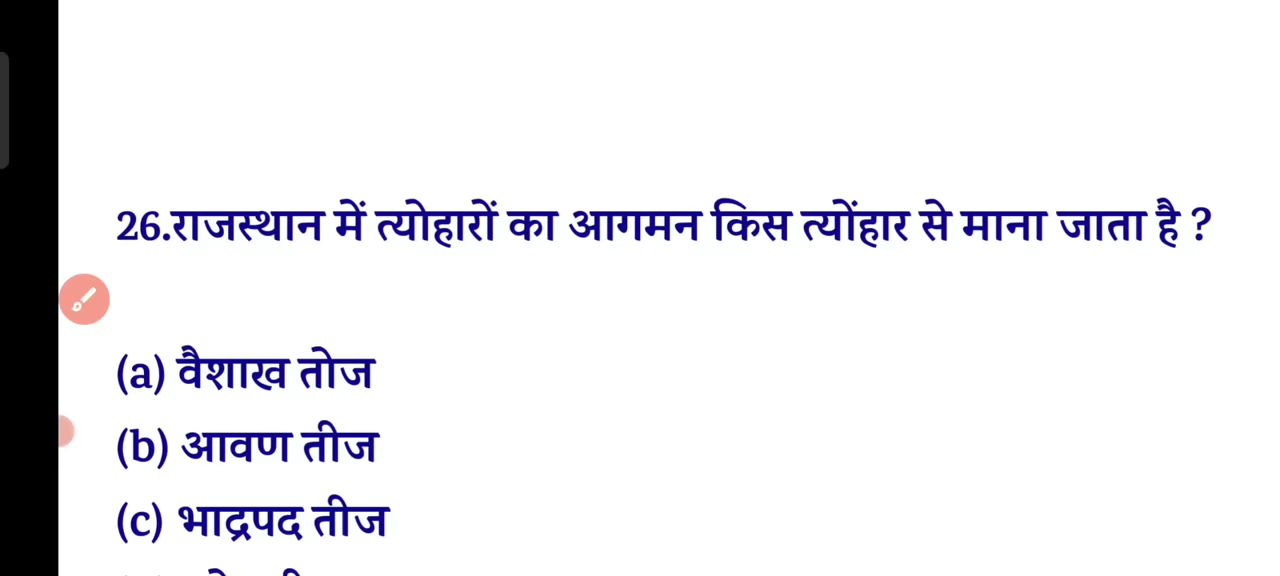 26.राजस्थान में त्योहारों का आगमन किस त्योंहार से माना जाता है ?
(a) वैशाख तोज
(b) आवण तीज
(c) भाद्रपद तीज